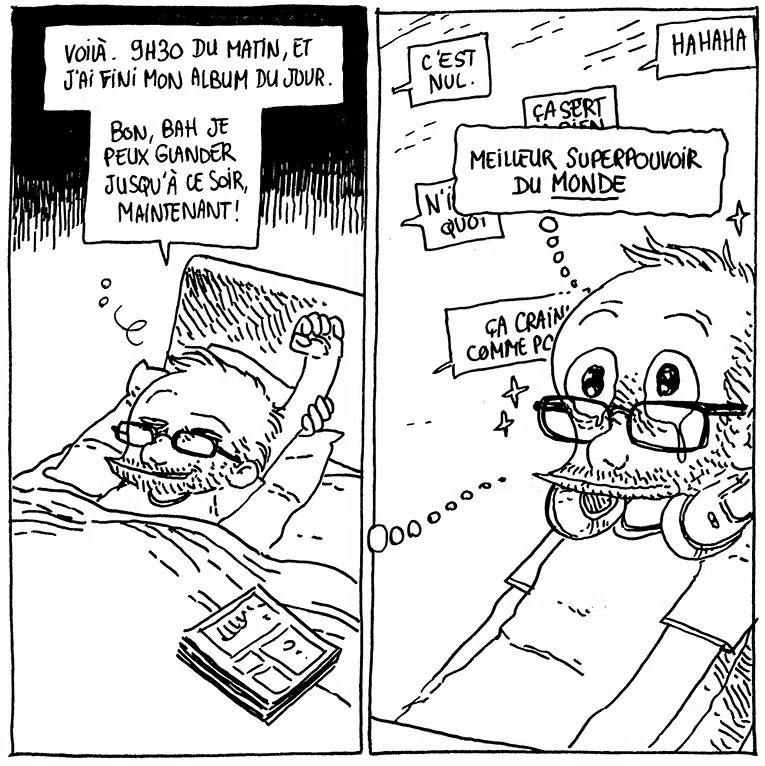 VOILÀ. 9H30 DU MATIN, ET
J'AI FINI MON ALBUM DU JOUR.
BON, BAH JE
PEUX GLANDER
JUSQU'À CE SOIR,
MAINTENANT!
C'EST
NUL.
HAHAHA
ÇA SERT
MEILLEUR SUPERPOUVOIR
DU MONDE
QUOI
ÇA CRAINT
COMME